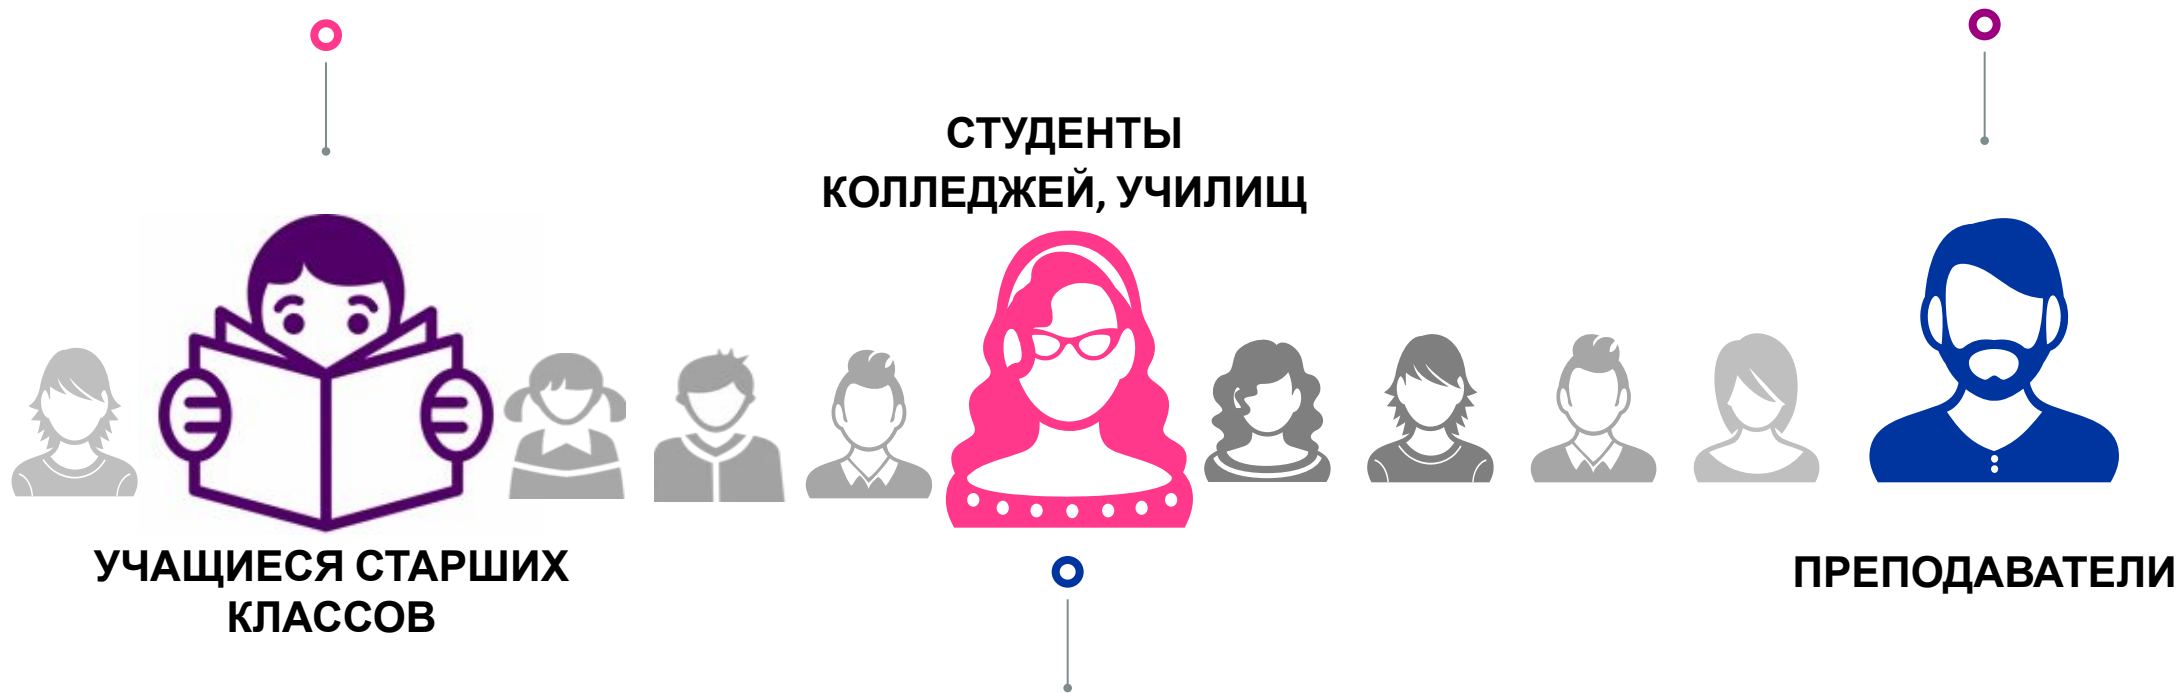 СТУДЕНТЫ
КОЛЛЕДЖЕЙ, УЧИЛИЩ
УЧАЩИЕСЯ СТАРШИХ
КЛАССОВ
ПРЕПОДАВАТЕЛИ